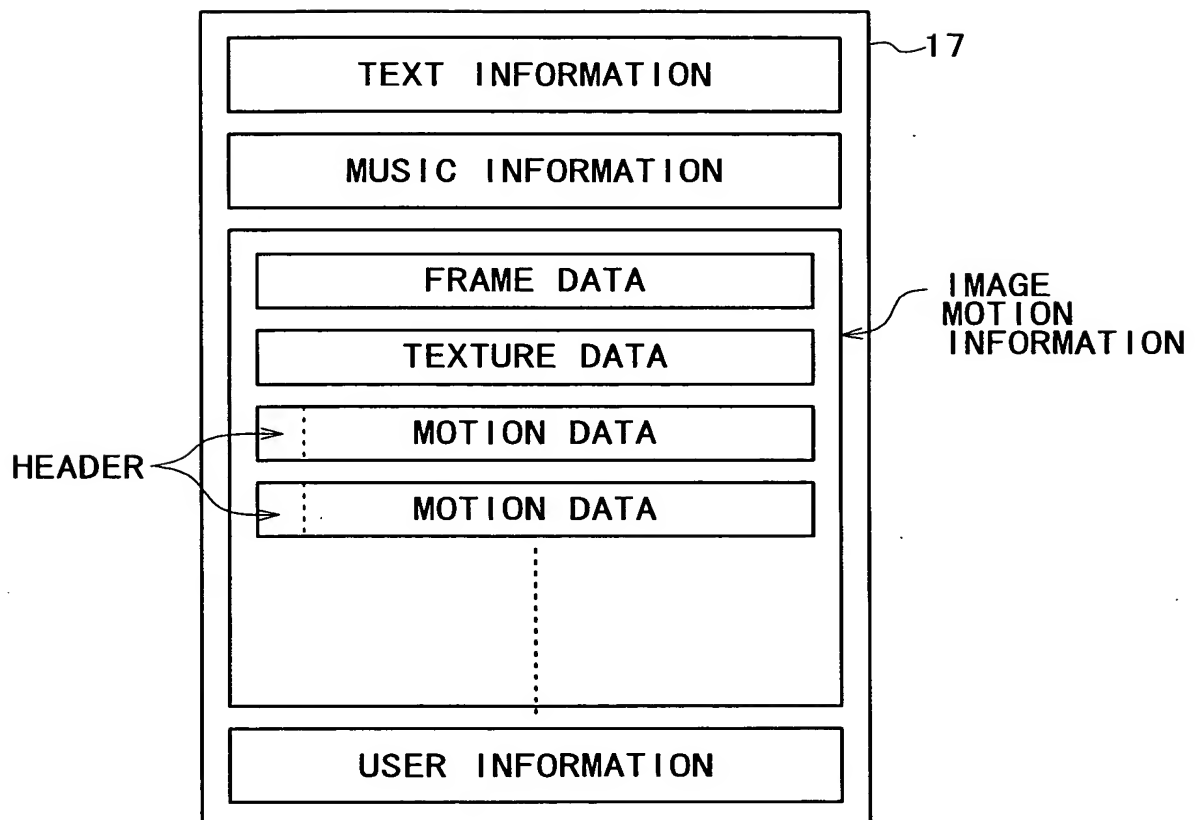 17
TEXT INFORMATION
MUSIC INFORMATION
FRAME DATA
IMAGE
MOTION
INFORMATION
TEXTURE DATA
MOTION DATA
HEADER
MOTION DATA
USER INFORMATION